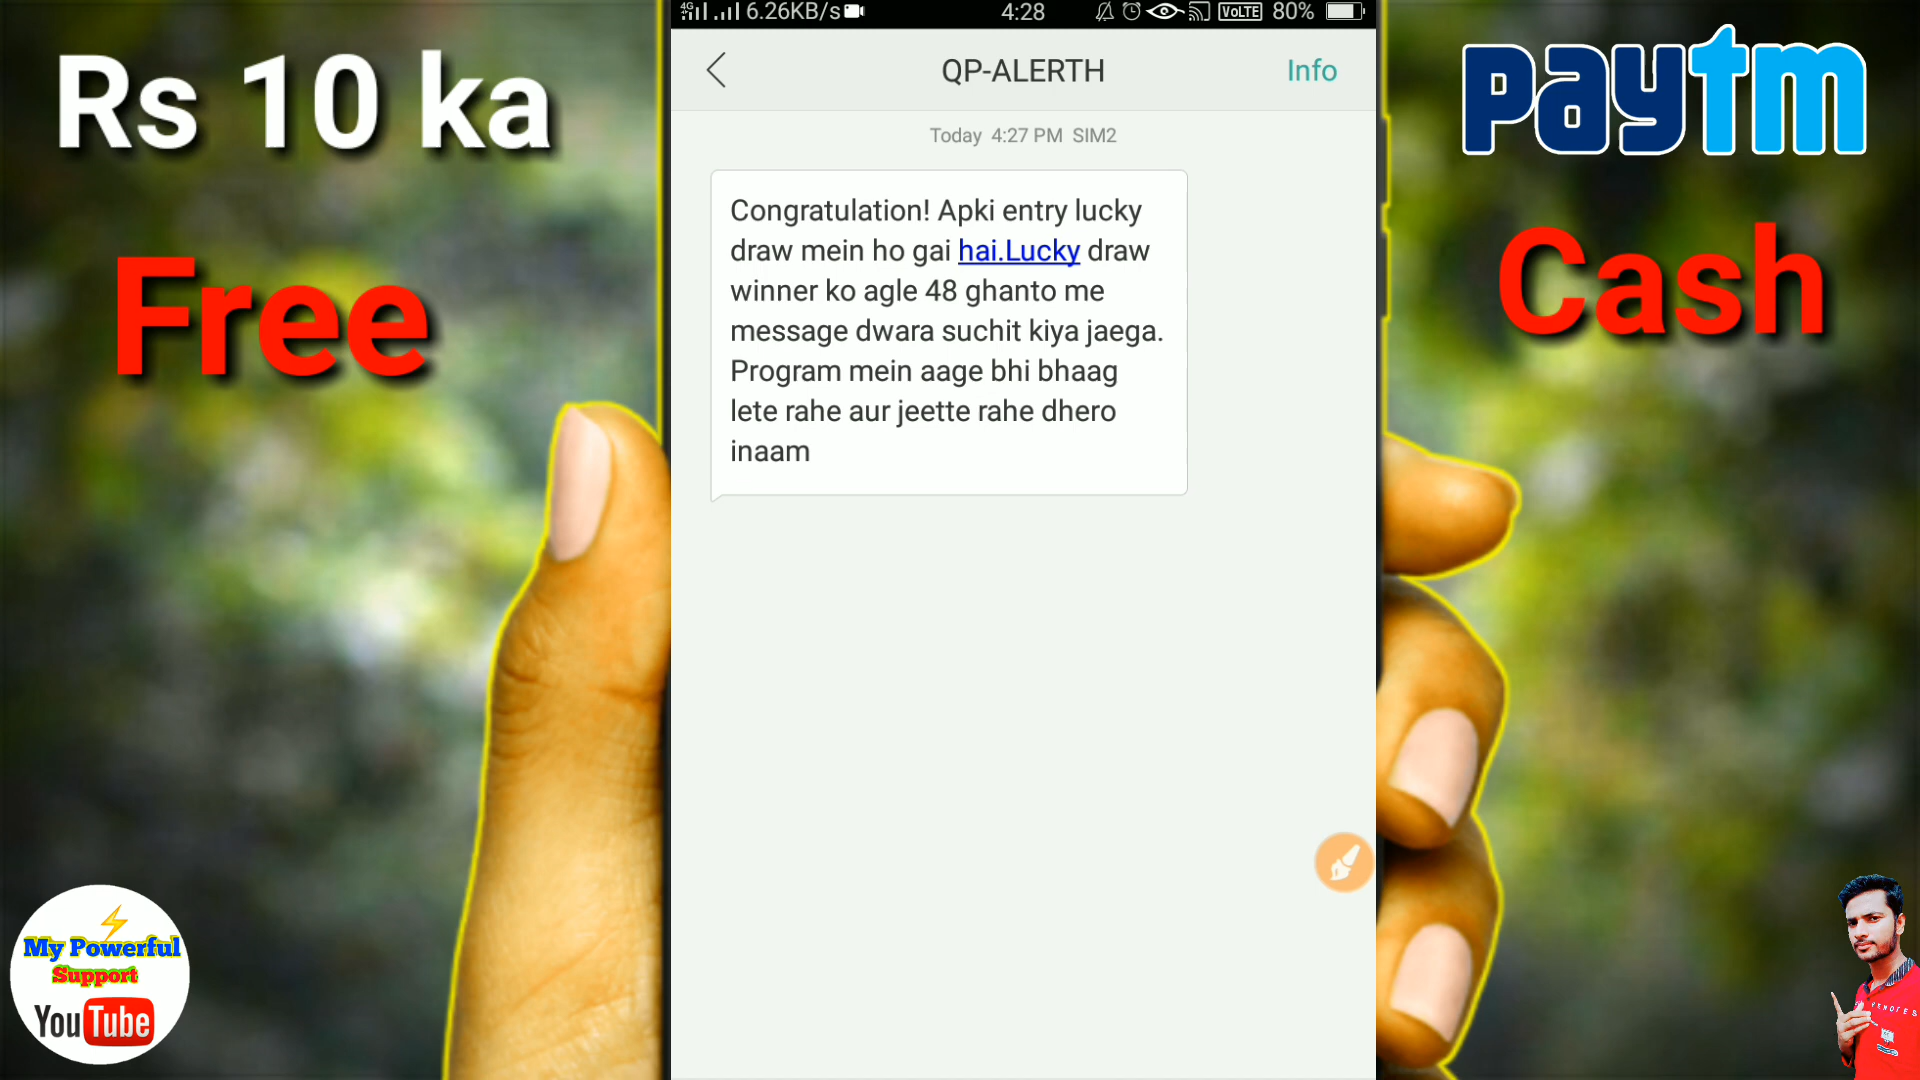 Rs 10 ka
Free
4G 6.26KB/s 4:28 VoLTE 80%
QP-ALERTH
Info
Today 4:27 PM SIM2
Congratulation! Apki entry lucky
draw mein ho gai hai.Lucky draw
winner ko agle 48 ghanto me
message dwara suchit kiya jaega.
Program mein aage bhi bhaag
lete rahe aur jeette rahe dhero
inaam
paytm
Cash
My Powerful
Support
YouTube